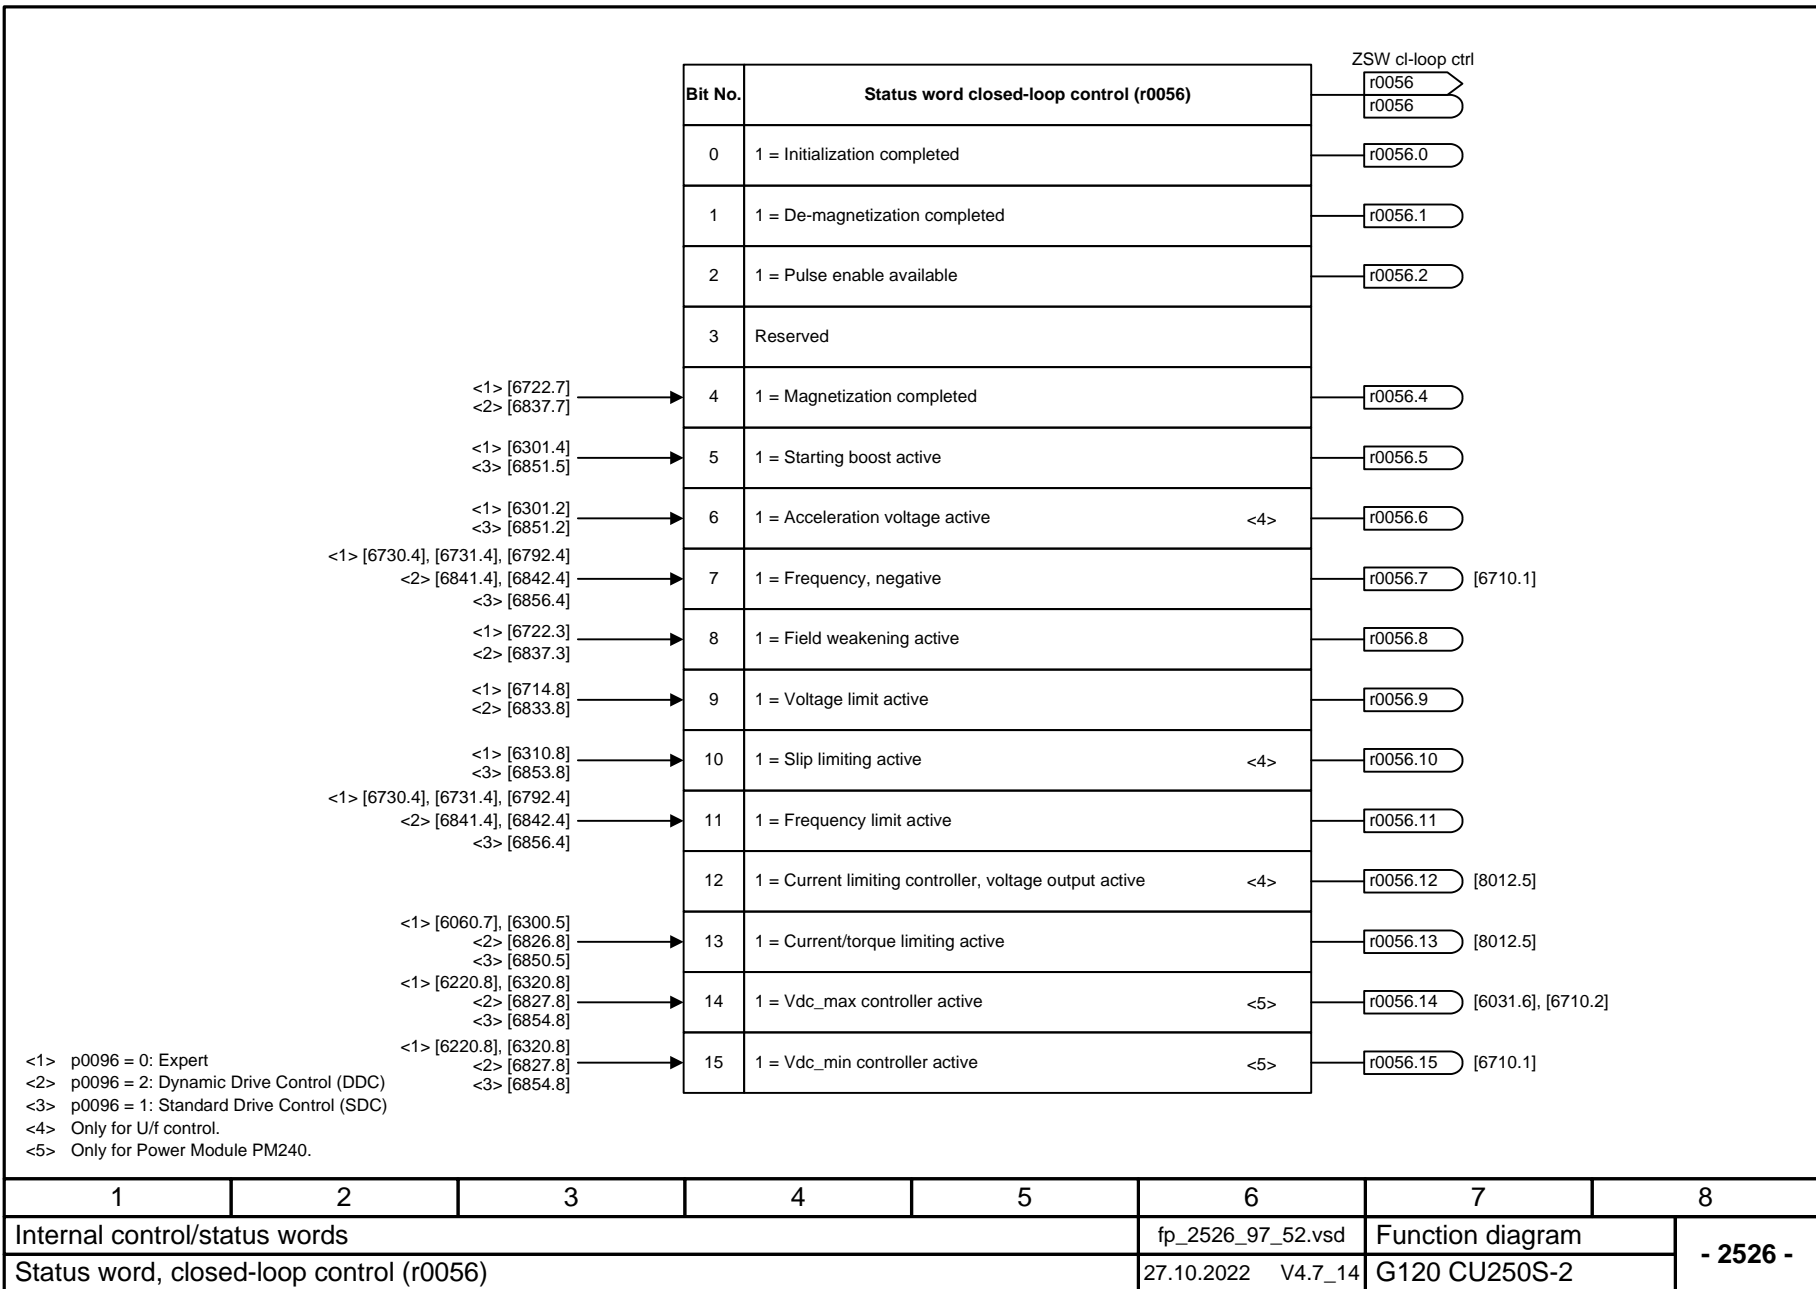 ZSW cl-loop ctrl
Bit No. Status word closed-loop control (r0056) r0056
r0056
0 1 = Initialization completed r0056.0
1 1 = De-magnetization completed r0056.1
2 1 = Pulse enable available r0056.2
3 Reserved
<1> [6722.7]
<2> [6837.7]
4 1 = Magnetization completed r0056.4
<1> [6301.4]
<3> [6851.5]
5 1 = Starting boost active r0056.5
<1> [6301.2]
<3> [6851.2]
6 1 = Acceleration voltage active <4> r0056.6
<1> [6730.4], [6731.4], [6792.4]
<2> [6841.4], [6842.4]
<3> [6856.4]
7 1 = Frequency, negative r0056.7 [6710.1]
<1> [6722.3]
<2> [6837.3]
8 1 = Field weakening active r0056.8
<1> [6714.8]
<2> [6833.8]
9 1 = Voltage limit active r0056.9
<1> [6310.8]
<3> [6853.8]
10 1 = Slip limiting active <4> r0056.10
<1> [6730.4], [6731.4], [6792.4]
<2> [6841.4], [6842.4]
<3> [6856.4]
11 1 = Frequency limit active r0056.11
12 1 = Current limiting controller, voltage output active <4> r0056.12 [8012.5]
<1> [6060.7], [6300.5]
<2> [6826.8]
<3> [6850.5]
13 1 = Current/torque limiting active r0056.13 [8012.5]
<1> [6220.8], [6320.8]
<2> [6827.8]
<3> [6854.8]
14 1 = Vdc_max controller active <5> r0056.14 [6031.6], [6710.2]
<1> [6220.8], [6320.8]
<2> [6827.8]
<3> [6854.8]
15 1 = Vdc_min controller active <5> r0056.15 [6710.1]
<1> p0096 = 0: Expert
<2> p0096 = 2: Dynamic Drive Control (DDC)
<3> p0096 = 1: Standard Drive Control (SDC)
<4> Only for U/f control.
<5> Only for Power Module PM240.
1 2 3 4 5 6 7 8
Internal control/status words fp_2526_97_52.vsd Function diagram
- 2526 -
Status word, closed-loop control (r0056) 27.10.2022 V4.7_14 G120 CU250S-2